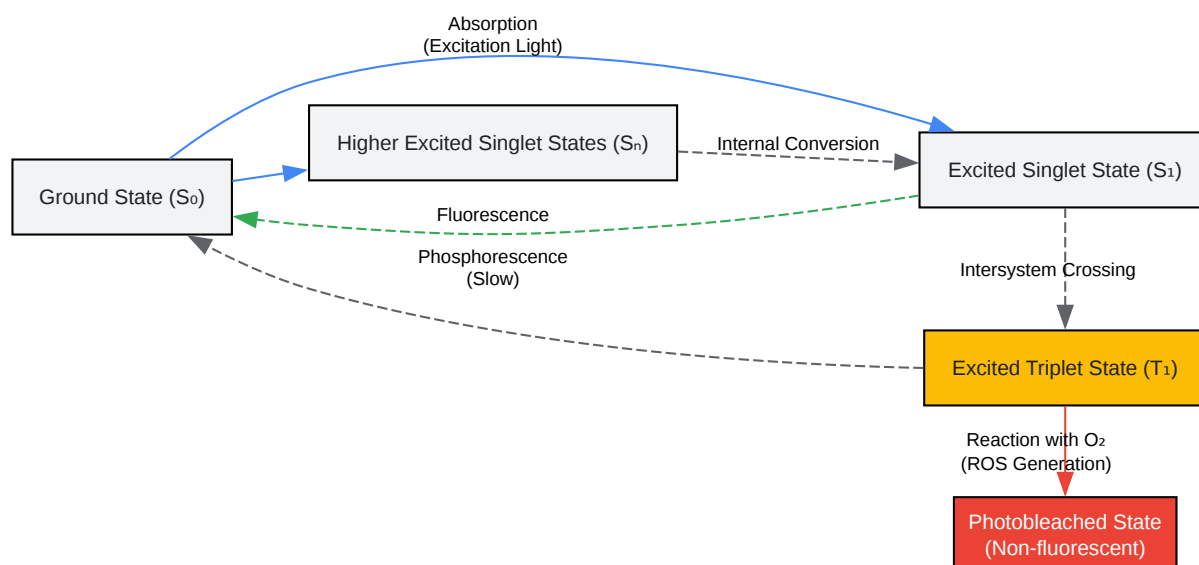 Absorption
(Excitation Light)
Higher Excited Singlet States (Sₙ)
Internal Conversion
Excited Singlet State (S₁)
Ground State (S₀)
Fluorescence
Phosphorescence
(Slow)
Intersystem Crossing
Excited Triplet State (T₁)
Reaction with O₂
(ROS Generation)
Photobleached State
(Non-fluorescent)